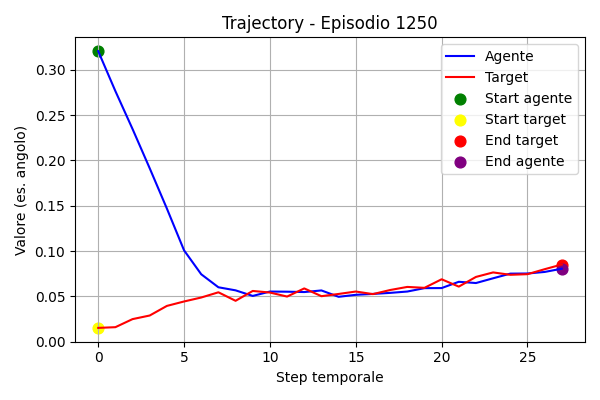 Trajectory - Episodio 1250
Valore (es. angolo)
0.30
0.25
0.20
0.15
0.10
0.05
0.00
Agente
Target
Start agente
Start target
End target
End agente
0 5 10 15 20 25
Step temporale